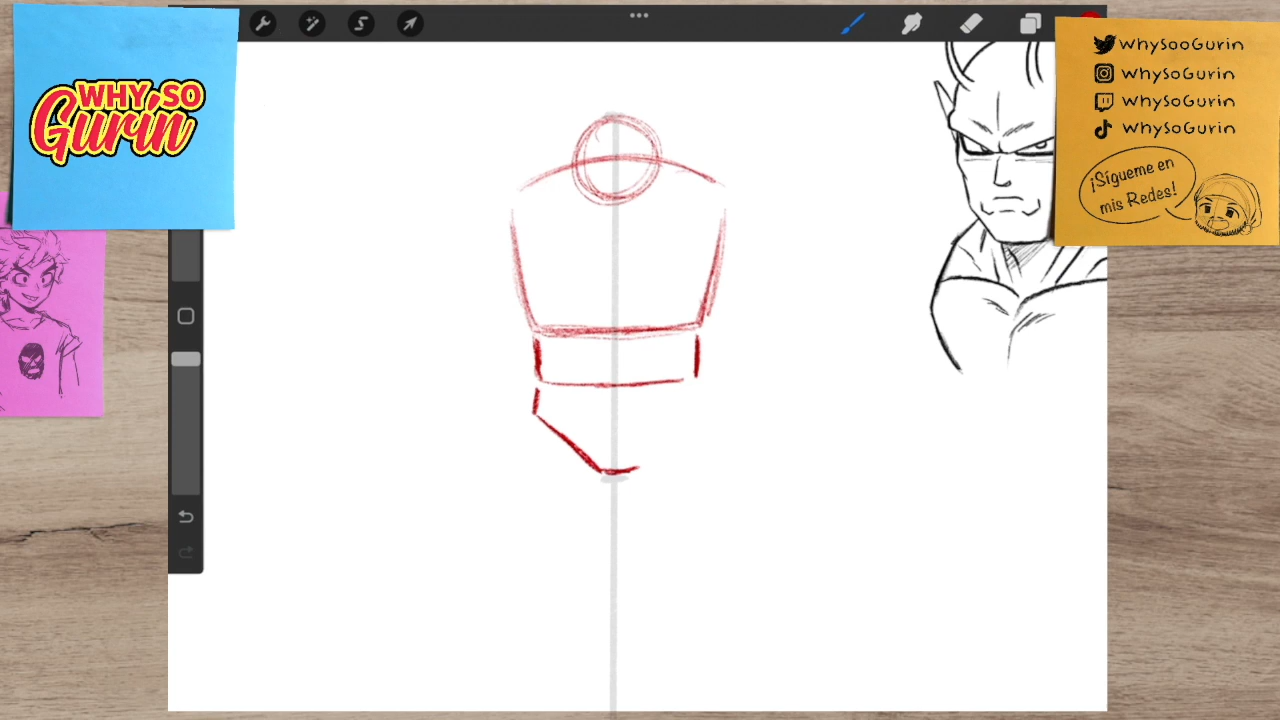 WHY SO
Gurin
WhySooGurin
WhySoGurin
WhySoGurin
WhySoGurin
¡Sígueme en
mis Redes!